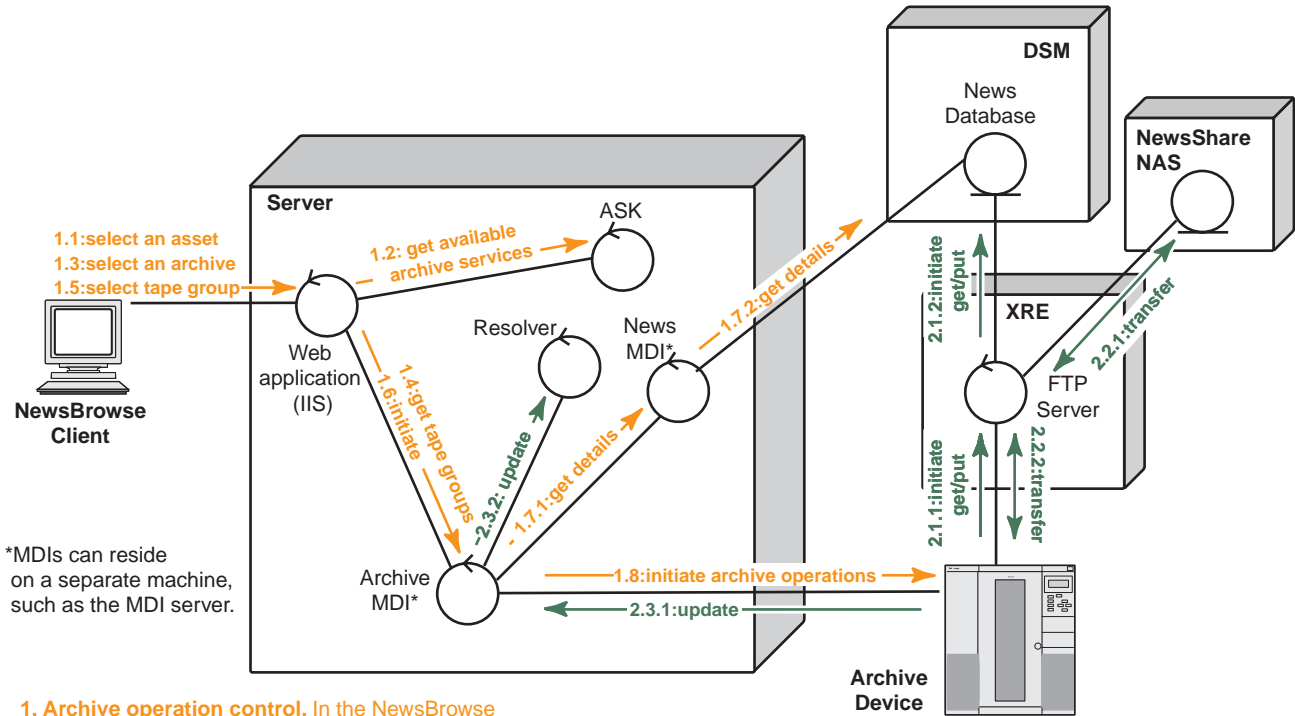 DSM
News
Database
NewsShare
NAS
Server
ASK
1.1:select an asset
1.3:select an archive
1.5:select tape group
1.2: get available
archive services
1.7.2:get details
2.1.2:initiate
get/put
XRE
2.2.1:transfer
Resolver
News
MDI*
Web
application
(IIS)
1.4:get tape groups
1.6:initiate
FTP
Server
NewsBrowse
Client
2.3.2: update
1.7.1:get details
2.1.1:initiate
get/put
2.2.2:transfer
*MDIs can reside
on a separate machine,
such as the MDI server.
Archive
MDI*
1.8:initiate archive operations
2.3.1:update
Archive
Device
1. Archive operation control. In the NewsBrowse